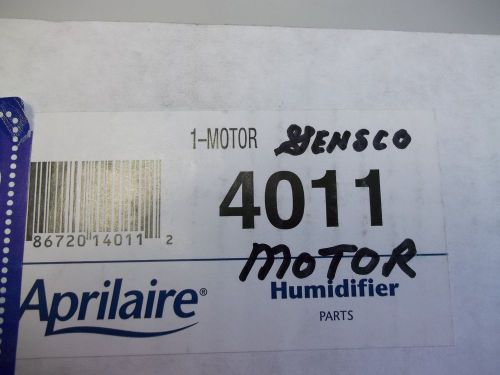 1-MOTOR GENSCO
4011
86720 14011 2
MOTOR
Aprilaire® Humidifier
PARTS